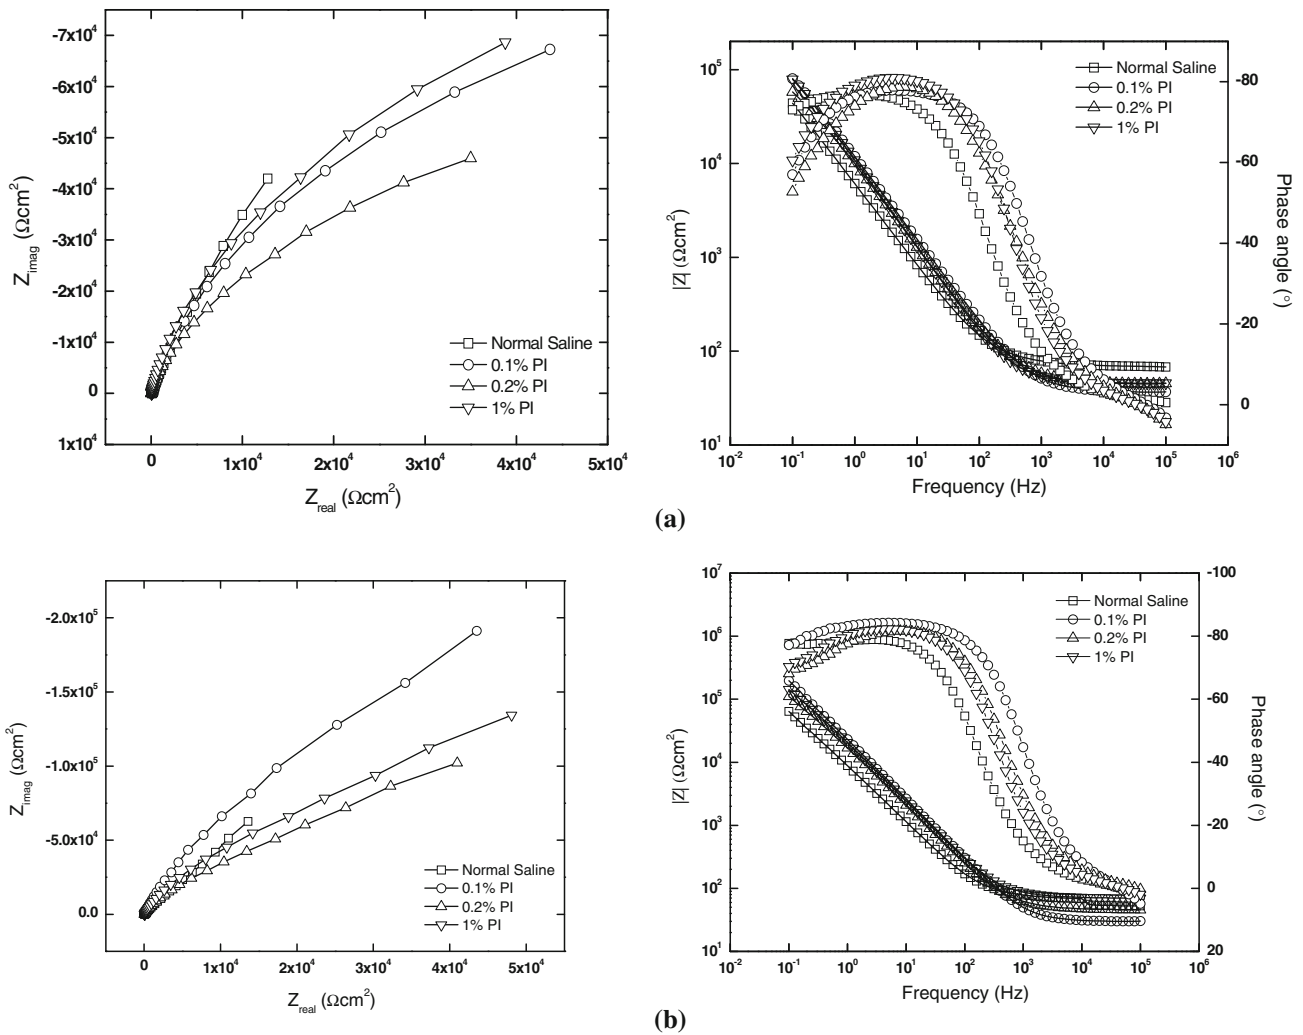 -7x10⁴
-6x10⁴
-5x10⁴
-4x10⁴
-3x10⁴
-2x10⁴
-1x10⁴
0
1x10⁴
Z_imag (Ωcm²)
0 1x10⁴ 2x10⁴ 3x10⁴ 4x10⁴ 5x10⁴
Z_real (Ωcm²)
Normal Saline
0.1% PI
0.2% PI
1% PI
10⁵
10⁴
10³
10²
10¹
|Z| (Ωcm²)
10⁻² 10⁻¹ 10⁰ 10¹ 10² 10³ 10⁴ 10⁵ 10⁶
Frequency (Hz)
-80
-60
-40
-20
0
Phase angle (°)
Normal Saline
0.1% PI
0.2% PI
1% PI
(a)
-2.0x10⁵
-1.5x10⁵
-1.0x10⁵
-5.0x10⁴
0.0
Z_imag (Ωcm²)
0 1x10⁴ 2x10⁴ 3x10⁴ 4x10⁴ 5x10⁴
Z_real (Ωcm²)
Normal Saline
0.1% PI
0.2% PI
1% PI
10⁷
10⁶
10⁵
10⁴
10³
10²
10¹
|Z| (Ωcm²)
10⁻² 10⁻¹ 10⁰ 10¹ 10² 10³ 10⁴ 10⁵ 10⁶
Frequency (Hz)
-100
-80
-60
-40
-20
0
20
Phase angle (°)
Normal Saline
0.1% PI
0.2% PI
1% PI
(b)